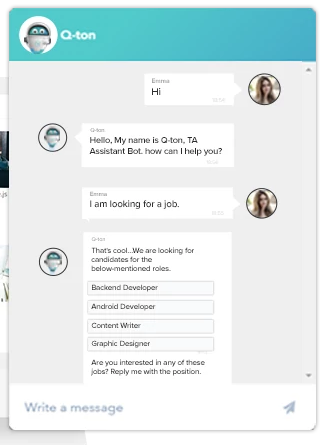 Q-ton
Emma
Hi
Q-ton
Hello, My name is Q-ton, TA
Assistant Bot. how can I help you?
Emma
I am looking for a job.
Q-ton
That's cool...We are looking for
candidates for the
below-mentioned roles.
Backend Developer
Android Developer
Content Writer
Graphic Designer
Are you interested in any of these
jobs? Reply me with the position.
Write a message